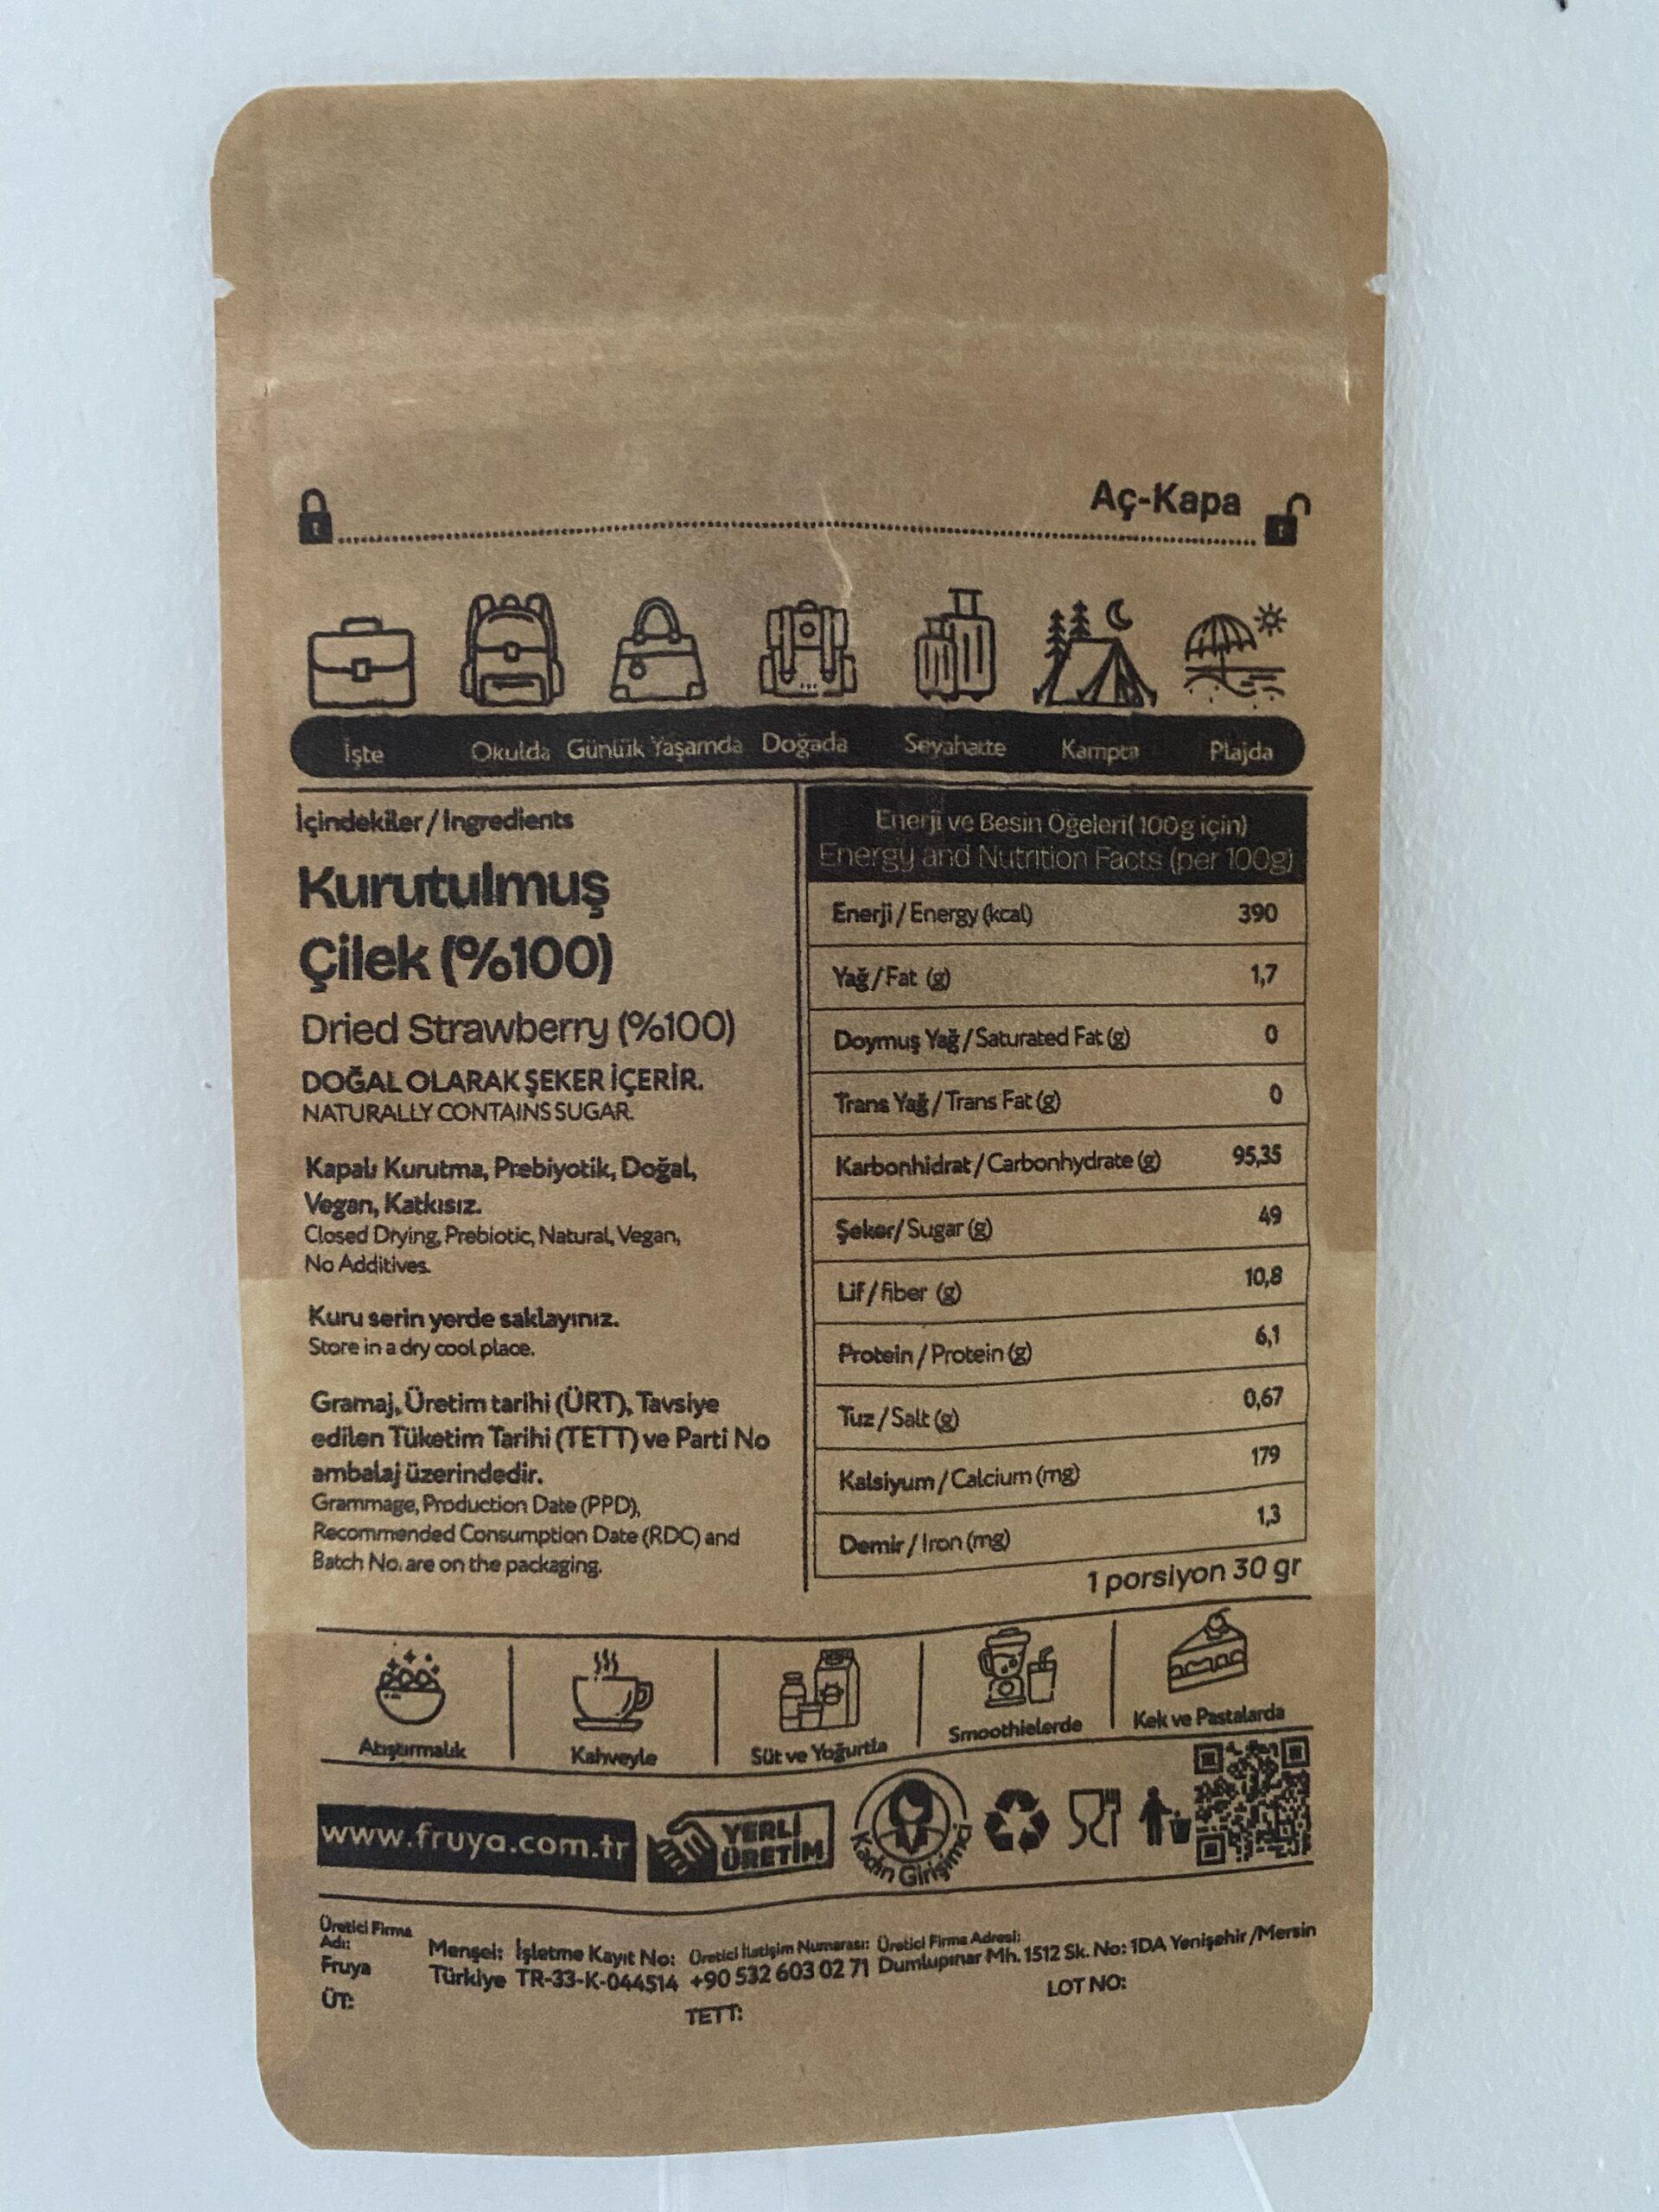 Aç-Kapa
İşte Okulda Günlük Yaşamda Doğada Seyahatte Kampta Plajda
İçindekiler / Ingredients
Kurutulmuş
Çilek (%100)
Dried Strawberry (%100)
DOĞAL OLARAK ŞEKER İÇERİR.
NATURALLY CONTAINS SUGAR.
Kapalı Kurutma, Prebiyotik, Doğal,
Vegan, Katkısız.
Closed Drying, Prebiotic, Natural, Vegan,
No Additives.
Kuru serin yerde saklayınız.
Store in a dry cool place.
Gramaj, Üretim tarihi (ÜRT), Tavsiye
edilen Tüketim Tarihi (TETT) ve Parti No
ambalaj üzerindedir.
Grammage, Production Date (PPD),
Recommended Consumption Date (RDC) and
Batch No. are on the packaging.
Enerji ve Besin Öğeleri(100g için)
Energy and Nutrition Facts (per 100g)
Enerji / Energy (kcal) 390
Yağ / Fat (g) 1,7
Doymuş Yağ / Saturated Fat (g) 0
Trans Yağ / Trans Fat (g) 0
Karbonhidrat / Carbonhydrate (g) 95,35
Şeker/ Sugar (g) 49
Lif / fiber (g) 10,8
Protein / Protein (g) 6,1
Tuz / Salt (g) 0,67
Kalsiyum / Calcium (mg) 179
Demir / Iron (mg) 1,3
1 porsiyon 30 gr
Atıştırmalık Kahveyle Süt ve Yoğurtla Smoothielerde Kek ve Pastalarda
www.fruya.com.tr
YERLİ
ÜRETİM
Kadın Girişimci
Üretici Firma
Adı:
Fruya
Menşei:
Türkiye
İşletme Kayıt No:
TR-33-K-044514
Üretici İletişim Numarası:
+90 532 603 02 71
Üretici Firma Adresi:
Dumlupınar Mh. 1512 Sk. No: 1DA Yenişehir /Mersin
ÜT:
TETT:
LOT NO: